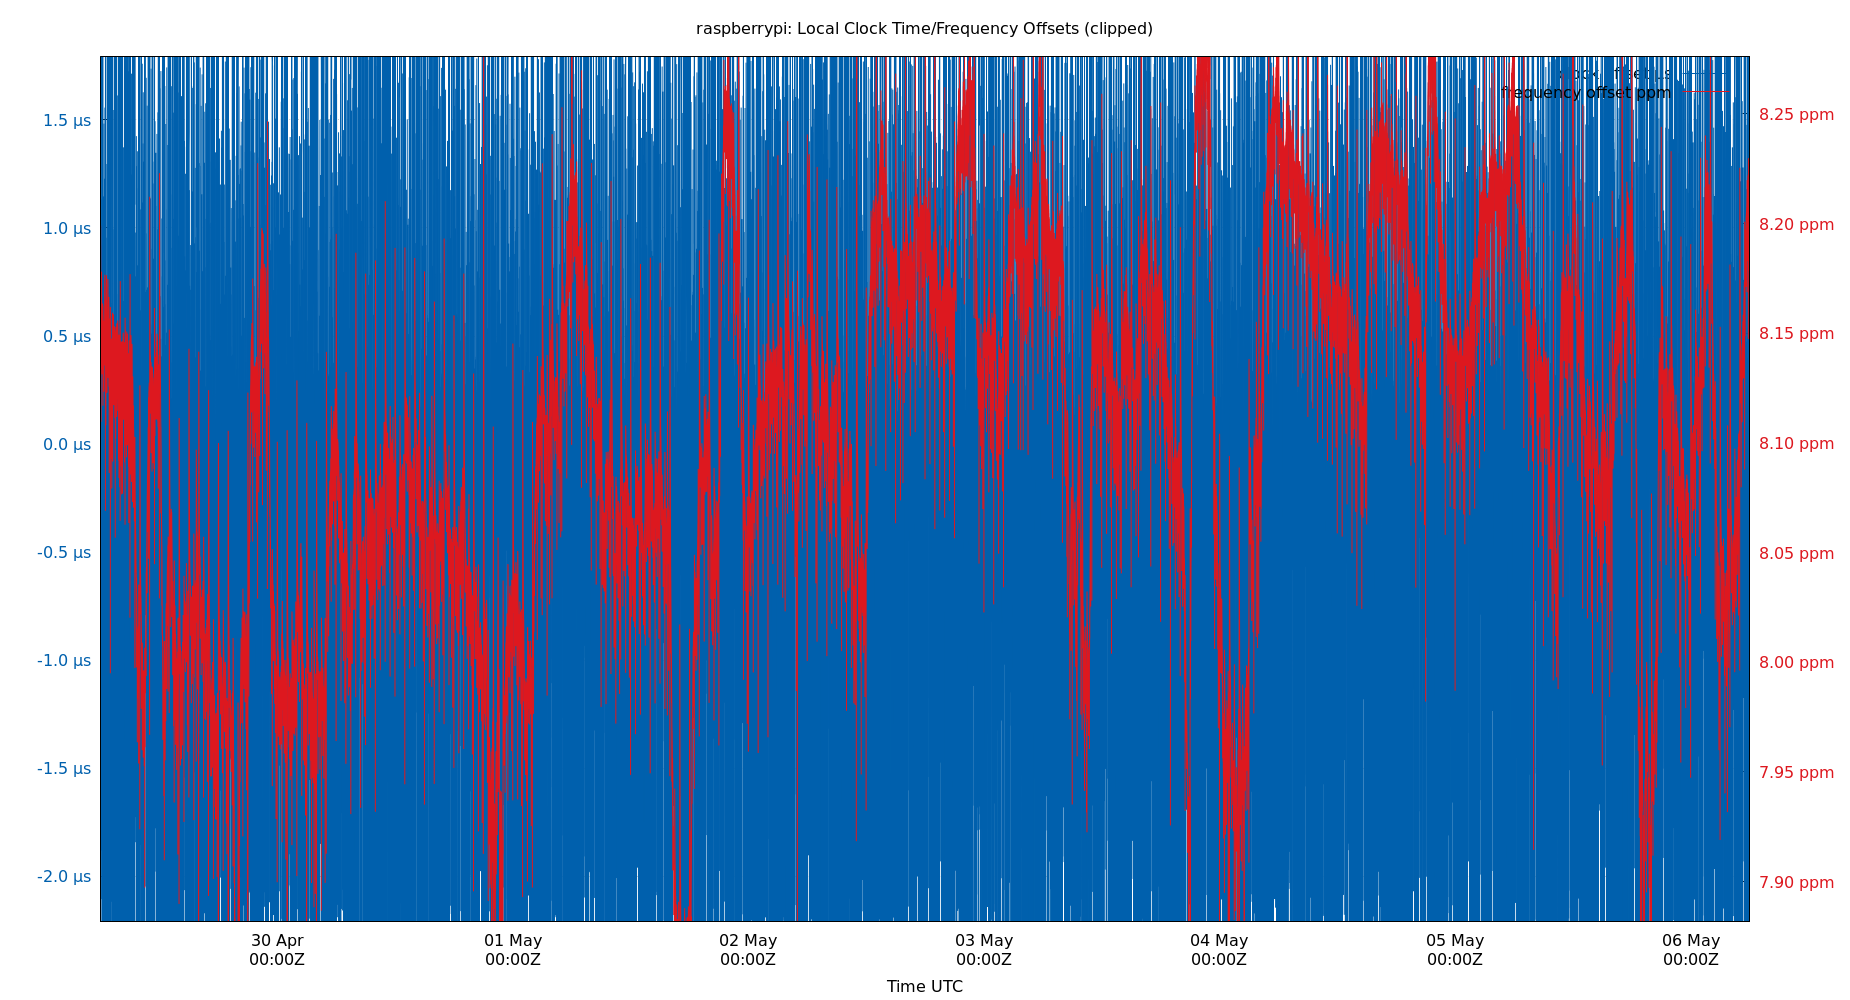 raspberrypi: Local Clock Time/Frequency Offsets (clipped)
clock offset µs
frequency offset ppm
1.5 µs
1.0 µs
0.5 µs
0.0 µs
-0.5 µs
-1.0 µs
-1.5 µs
-2.0 µs
8.25 ppm
8.20 ppm
8.15 ppm
8.10 ppm
8.05 ppm
8.00 ppm
7.95 ppm
7.90 ppm
30 Apr
00:00Z
01 May
00:00Z
02 May
00:00Z
03 May
00:00Z
04 May
00:00Z
05 May
00:00Z
06 May
00:00Z
Time UTC